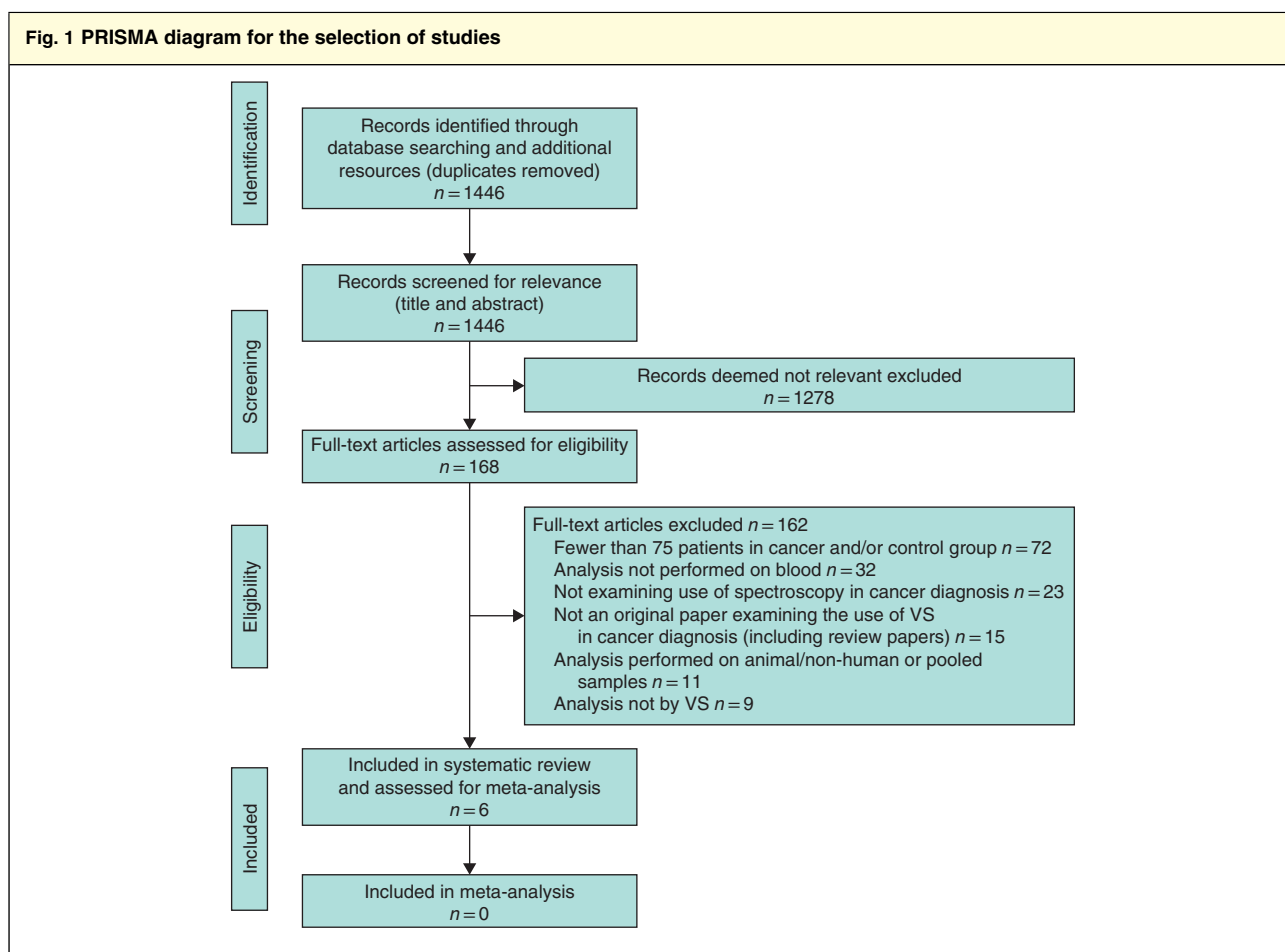 Fig. 1 PRISMA diagram for the selection of studies
Identification
Records identified through
database searching and additional
resources (duplicates removed)
n = 1446
Screening
Records screened for relevance
(title and abstract)
n = 1446
Records deemed not relevant excluded
n = 1278
Full-text articles assessed for eligibility
n = 168
Eligibility
Full-text articles excluded n = 162
Fewer than 75 patients in cancer and/or control group n = 72
Analysis not performed on blood n = 32
Not examining use of spectroscopy in cancer diagnosis n = 23
Not an original paper examining the use of VS
in cancer diagnosis (including review papers) n = 15
Analysis performed on animal/non-human or pooled
samples n = 11
Analysis not by VS n = 9
Included
Included in systematic review
and assessed for meta-analysis
n = 6
Included in meta-analysis
n = 0